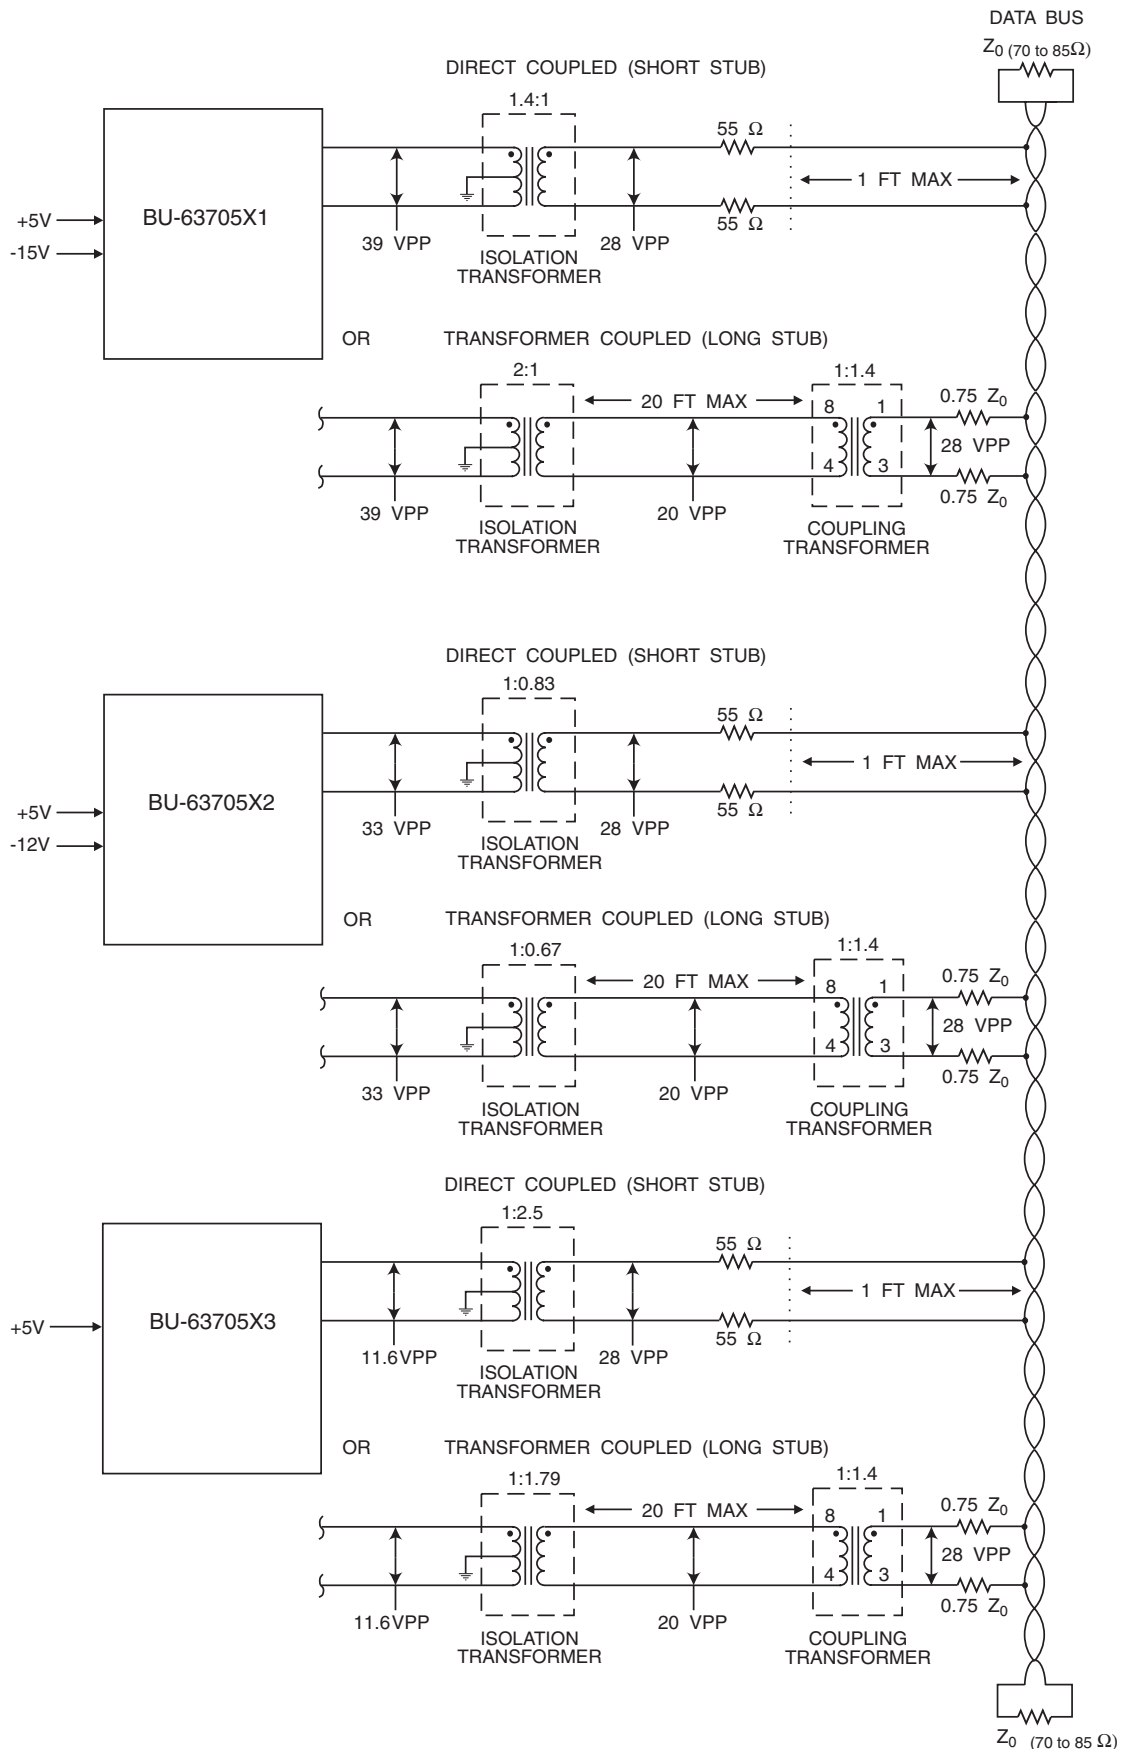 DATA BUS
Z0 (70 to 85Ω)
DIRECT COUPLED (SHORT STUB)
1.4:1
55 Ω
1 FT MAX
BU-63705X1
+5V
-15V
55 Ω
39 VPP
28 VPP
ISOLATION
TRANSFORMER
OR
TRANSFORMER COUPLED (LONG STUB)
2:1
1:1.4
20 FT MAX
0.75 Z0
8
1
28 VPP
4
3
0.75 Z0
39 VPP
20 VPP
ISOLATION
TRANSFORMER
COUPLING
TRANSFORMER
DIRECT COUPLED (SHORT STUB)
1:0.83
55 Ω
1 FT MAX
BU-63705X2
+5V
-12V
55 Ω
33 VPP
28 VPP
ISOLATION
TRANSFORMER
OR
TRANSFORMER COUPLED (LONG STUB)
1:0.67
1:1.4
20 FT MAX
0.75 Z0
8
1
28 VPP
4
3
0.75 Z0
33 VPP
20 VPP
ISOLATION
TRANSFORMER
COUPLING
TRANSFORMER
DIRECT COUPLED (SHORT STUB)
1:2.5
55 Ω
1 FT MAX
BU-63705X3
+5V
55 Ω
11.6VPP
28 VPP
ISOLATION
TRANSFORMER
OR
TRANSFORMER COUPLED (LONG STUB)
1:1.79
1:1.4
20 FT MAX
0.75 Z0
8
1
28 VPP
4
3
0.75 Z0
11.6VPP
20 VPP
ISOLATION
TRANSFORMER
COUPLING
TRANSFORMER
Z0 (70 to 85 Ω)